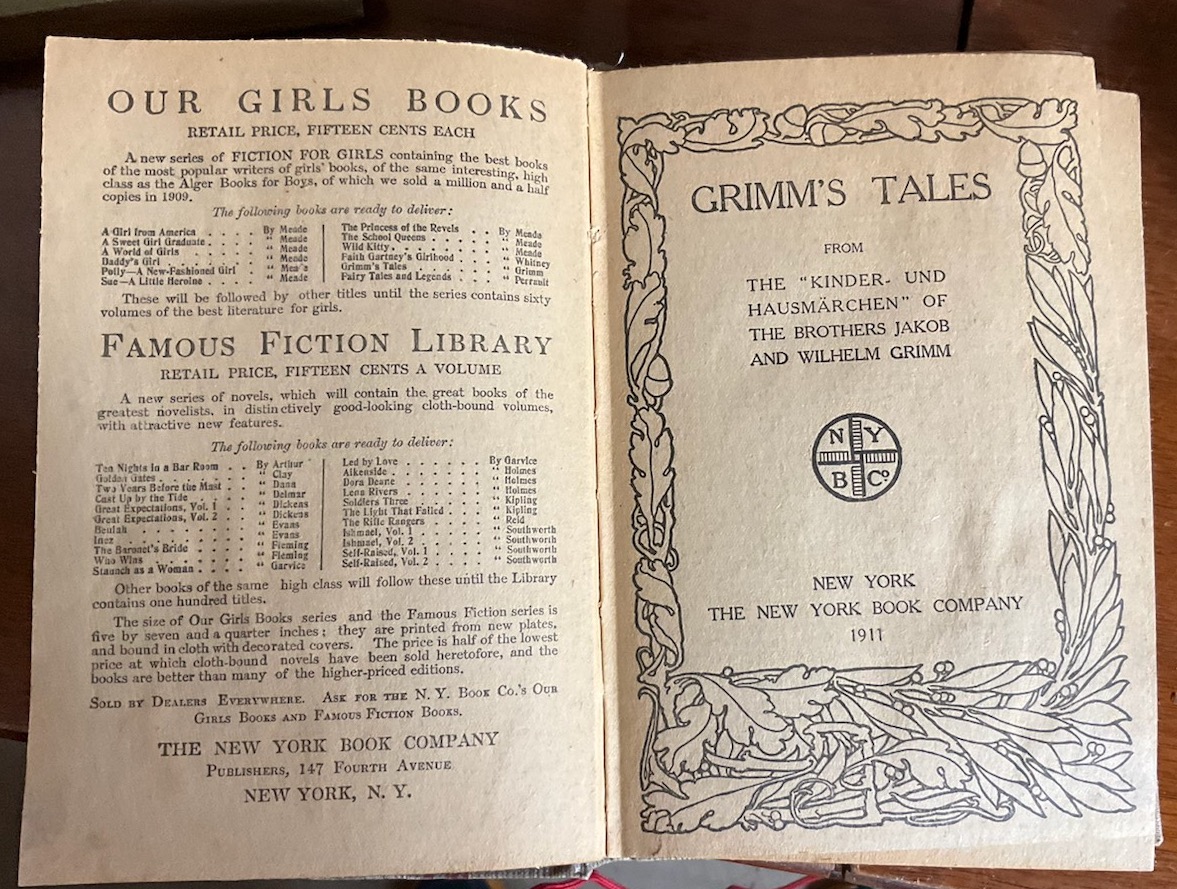 OUR GIRLS BOOKS
RETAIL PRICE, FIFTEEN CENTS EACH
A new series of FICTION FOR GIRLS containing the best books
of the most popular writers of girls' books, of the same interesting, high
class as the Alger Books for Boys, of which we sold a million and a half
copies in 1909.
The following books are ready to deliver:
A Girl from America . . . . By Meade
A Sweet Girl Graduate . . . . " Meade
A World of Girls . . . . " Meade
Daddy's Girl . . . . " Meade
Polly—A New-Fashioned Girl . " Meade
Sue—A Little Heroine . . . . " Meade
The Princess of the Revels . . By Meade
The School Queens . . . . . " Meade
Wild Kitty . . . . . " Meade
Faith Gartney's Girlhood . . " Whitney
Grimm's Tales . . . . . " Grimm
Fairy Tales and Legends . . . . " Perrault
These will be followed by other titles until the series contains sixty
volumes of the best literature for girls.
FAMOUS FICTION LIBRARY
RETAIL PRICE, FIFTEEN CENTS A VOLUME
A new series of novels, which will contain the great books of the
greatest novelists, in distinctively good-looking cloth-bound volumes,
with attractive new features.
The following books are ready to deliver:
Ten Nights in a Bar Room . . By Arthur
Golden Gates . . . . . " Clay
Two Years Before the Mast . . " Dana
Cast Up by the Tide . . . . " Delmar
Great Expectations, Vol. 1 . . " Dickens
Great Expectations, Vol. 2 . . " Dickens
Beulah . . . . . " Evans
Inez . . . . . " Evans
The Baronet's Bride . . . . " Fleming
Who Wins . . . . . " Fleming
Staunch as a Woman . . . . " Garvice
Led by Love . . . . . . By Garvice
Aikenside . . . . . . " Holmes
Dora Deane . . . . . . " Holmes
Lena Rivers . . . . . . " Holmes
Soldiers Three . . . . . " Kipling
The Light That Failed . . . . " Kipling
The Rifle Rangers . . . . . " Reid
Ishmael, Vol. 1 . . . . . " Southworth
Ishmael, Vol. 2 . . . . . " Southworth
Self-Raised, Vol. 1 . . . . " Southworth
Self-Raised, Vol. 2 . . . . " Southworth
Other books of the same high class will follow these until the Library
contains one hundred titles.
The size of Our Girls Books series and the Famous Fiction series is
five by seven and a quarter inches; they are printed from new plates,
and bound in cloth with decorated covers. The price is half of the lowest
price at which cloth-bound novels have been sold heretofore, and the
books are better than many of the higher-priced editions.
SOLD BY DEALERS EVERYWHERE. ASK FOR THE N. Y. BOOK CO.'S OUR
GIRLS BOOKS AND FAMOUS FICTION BOOKS.
THE NEW YORK BOOK COMPANY
PUBLISHERS, 147 FOURTH AVENUE
NEW YORK, N. Y.
GRIMM'S TALES
FROM
THE "KINDER- UND
HAUSMÄRCHEN" OF
THE BROTHERS JAKOB
AND WILHELM GRIMM
N Y
B Co
NEW YORK
THE NEW YORK BOOK COMPANY
1911